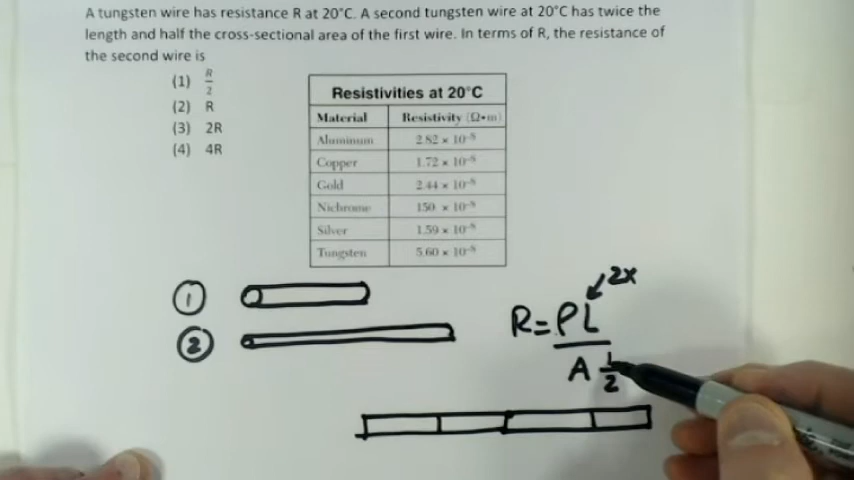 A tungsten wire has resistance R at 20°C. A second tungsten wire at 20°C has twice the
length and half the cross-sectional area of the first wire. In terms of R, the resistance of
the second wire is
(1) R/2
(2) R
(3) 2R
(4) 4R
Resistivities at 20°C
Material Resistivity (Ω•m)
Aluminum 2.82 × 10⁻⁸
Copper 1.72 × 10⁻⁸
Gold 2.44 × 10⁻⁸
Nichrome 150. × 10⁻⁸
Silver 1.59 × 10⁻⁸
Tungsten 5.60 × 10⁻⁸
1
2
2x
R=ρL
A 1/2